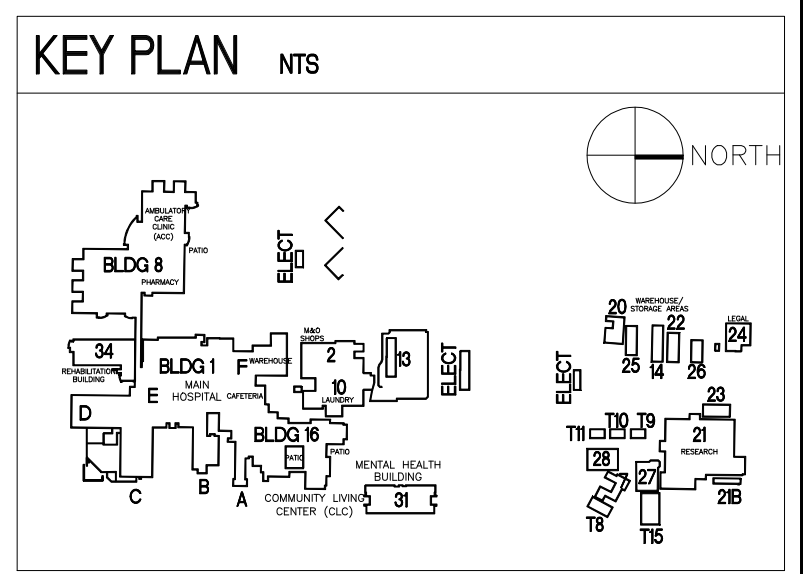 KEY PLAN NTS
NORTH
AMBULATORY
CARE
CLINIC
(ACC)
PATIO
BLDG 8
PHARMACY
ELECT
M&O
SHOPS
2
10
LAUNDRY
13
ELECT
34
REHABILITATION
BUILDING
BLDG 1
F
WAREHOUSE
MAIN
HOSPITAL
CAFETERIA
E
D
C
B
A
BLDG 16
PATIO
PATIO
COMMUNITY LIVING
CENTER (CLC)
MENTAL HEALTH
BUILDING
31
WAREHOUSE/
STORAGE AREAS
20
22
LEGAL
24
25
14
26
ELECT
23
T11
T10
T9
21
RESEARCH
28
27
21B
T8
T15